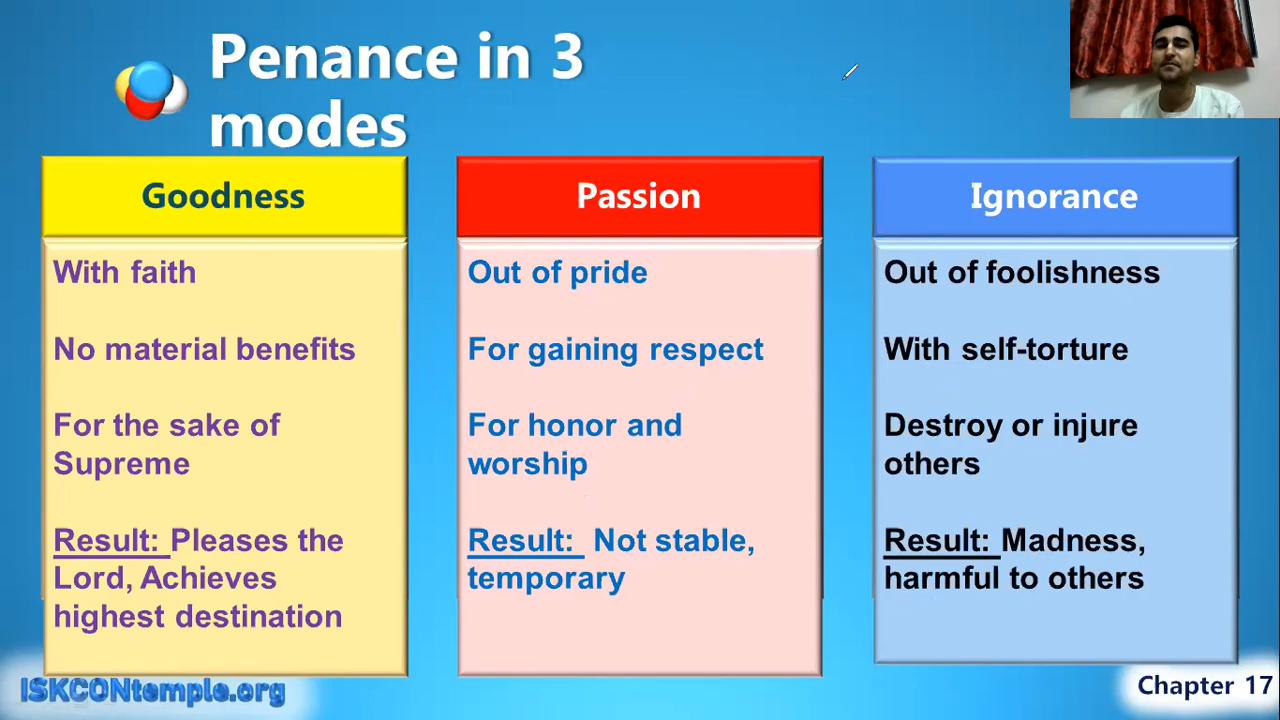 Penance in 3
modes
Goodness
With faith
No material benefits
For the sake of
Supreme
Result: Pleases the
Lord, Achieves
highest destination
Passion
Out of pride
For gaining respect
For honor and
worship
Result:  Not stable,
temporary
Ignorance
Out of foolishness
With self-torture
Destroy or injure
others
Result: Madness,
harmful to others
ISKCONtemple.org
Chapter 17